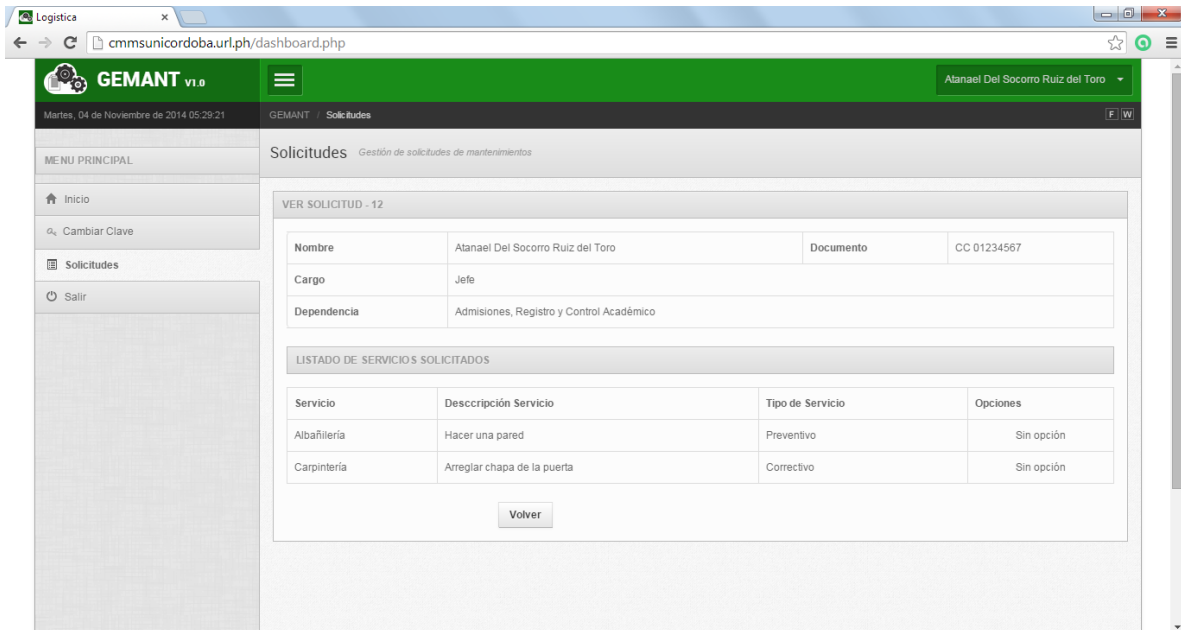 Logistica
cmmsunicordoba.url.ph/dashboard.php
GEMANT V1.0
Atanael Del Socorro Ruiz del Toro
Martes, 04 de Noviembre de 2014 05:29:21
GEMANT / Solicitudes
F W
MENU PRINCIPAL
Inicio
Cambiar Clave
Solicitudes
Salir
Solicitudes Gestión de solicitudes de mantenimientos
VER SOLICITUD - 12
Nombre Atanael Del Socorro Ruiz del Toro Documento CC 01234567
Cargo Jefe
Dependencia Admisiones, Registro y Control Académico
LISTADO DE SERVICIOS SOLICITADOS
Servicio Desccripción Servicio Tipo de Servicio Opciones
Albañilería Hacer una pared Preventivo Sin opción
Carpintería Arreglar chapa de la puerta Correctivo Sin opción
Volver